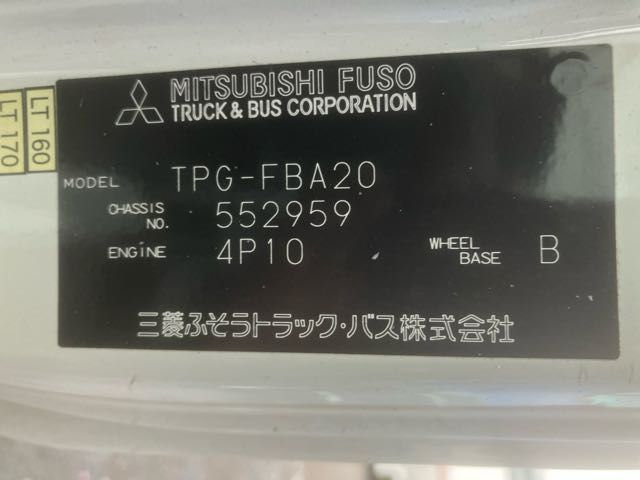 MITSUBISHI FUSO
TRUCK & BUS CORPORATION
LT 160
LT 170
MODEL TPG-FBA20
CHASSIS NO. 552959
ENGINE 4P10 WHEEL BASE B
三菱ふそうトラック・バス株式会社